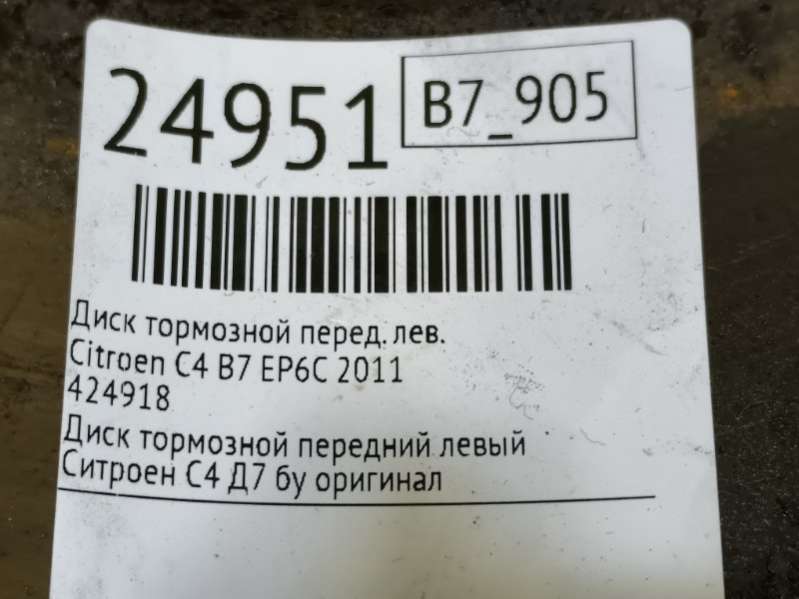 24951
B7_905
Диск тормозной перед. лев.
Citroen C4 B7 EP6C 2011
424918
Диск тормозной передний левый
Ситроен С4 Д7 бу оригинал